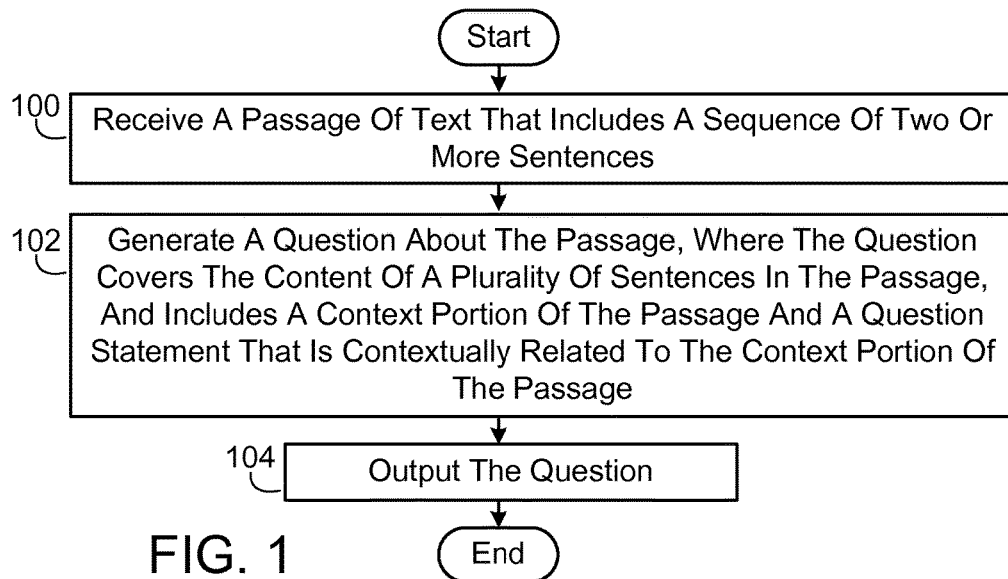 Start
100
Receive A Passage Of Text That Includes A Sequence Of Two Or
More Sentences
102
Generate A Question About The Passage, Where The Question
Covers The Content Of A Plurality Of Sentences In The Passage,
And Includes A Context Portion Of The Passage And A Question
Statement That Is Contextually Related To The Context Portion Of
The Passage
104
Output The Question
FIG. 1
End